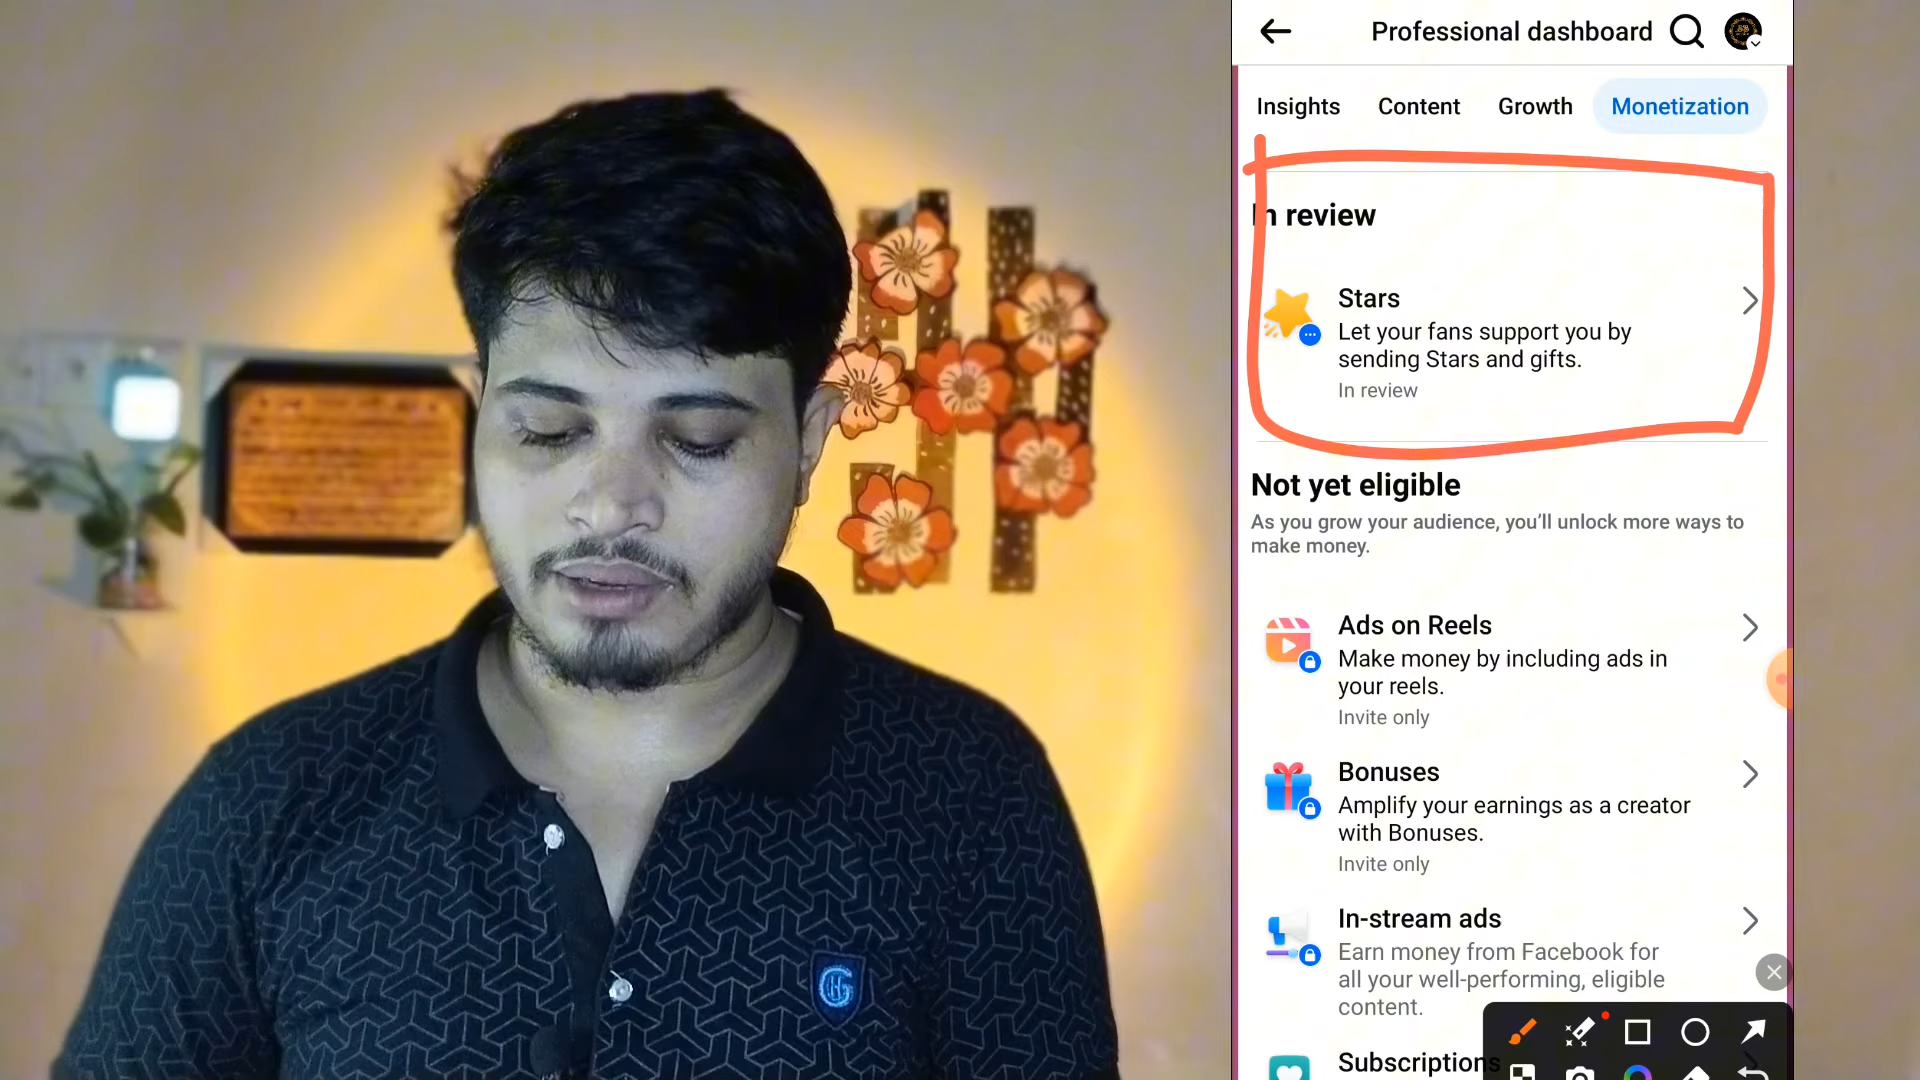 Professional dashboard
Insights Content Growth Monetization
In review
Stars
Let your fans support you by
sending Stars and gifts.
In review
Not yet eligible
As you grow your audience, you’ll unlock more ways to
make money.
Ads on Reels
Make money by including ads in
your reels.
Invite only
Bonuses
Amplify your earnings as a creator
with Bonuses.
Invite only
In-stream ads
Earn money from Facebook for
all your well-performing, eligible
content.
Subscriptions